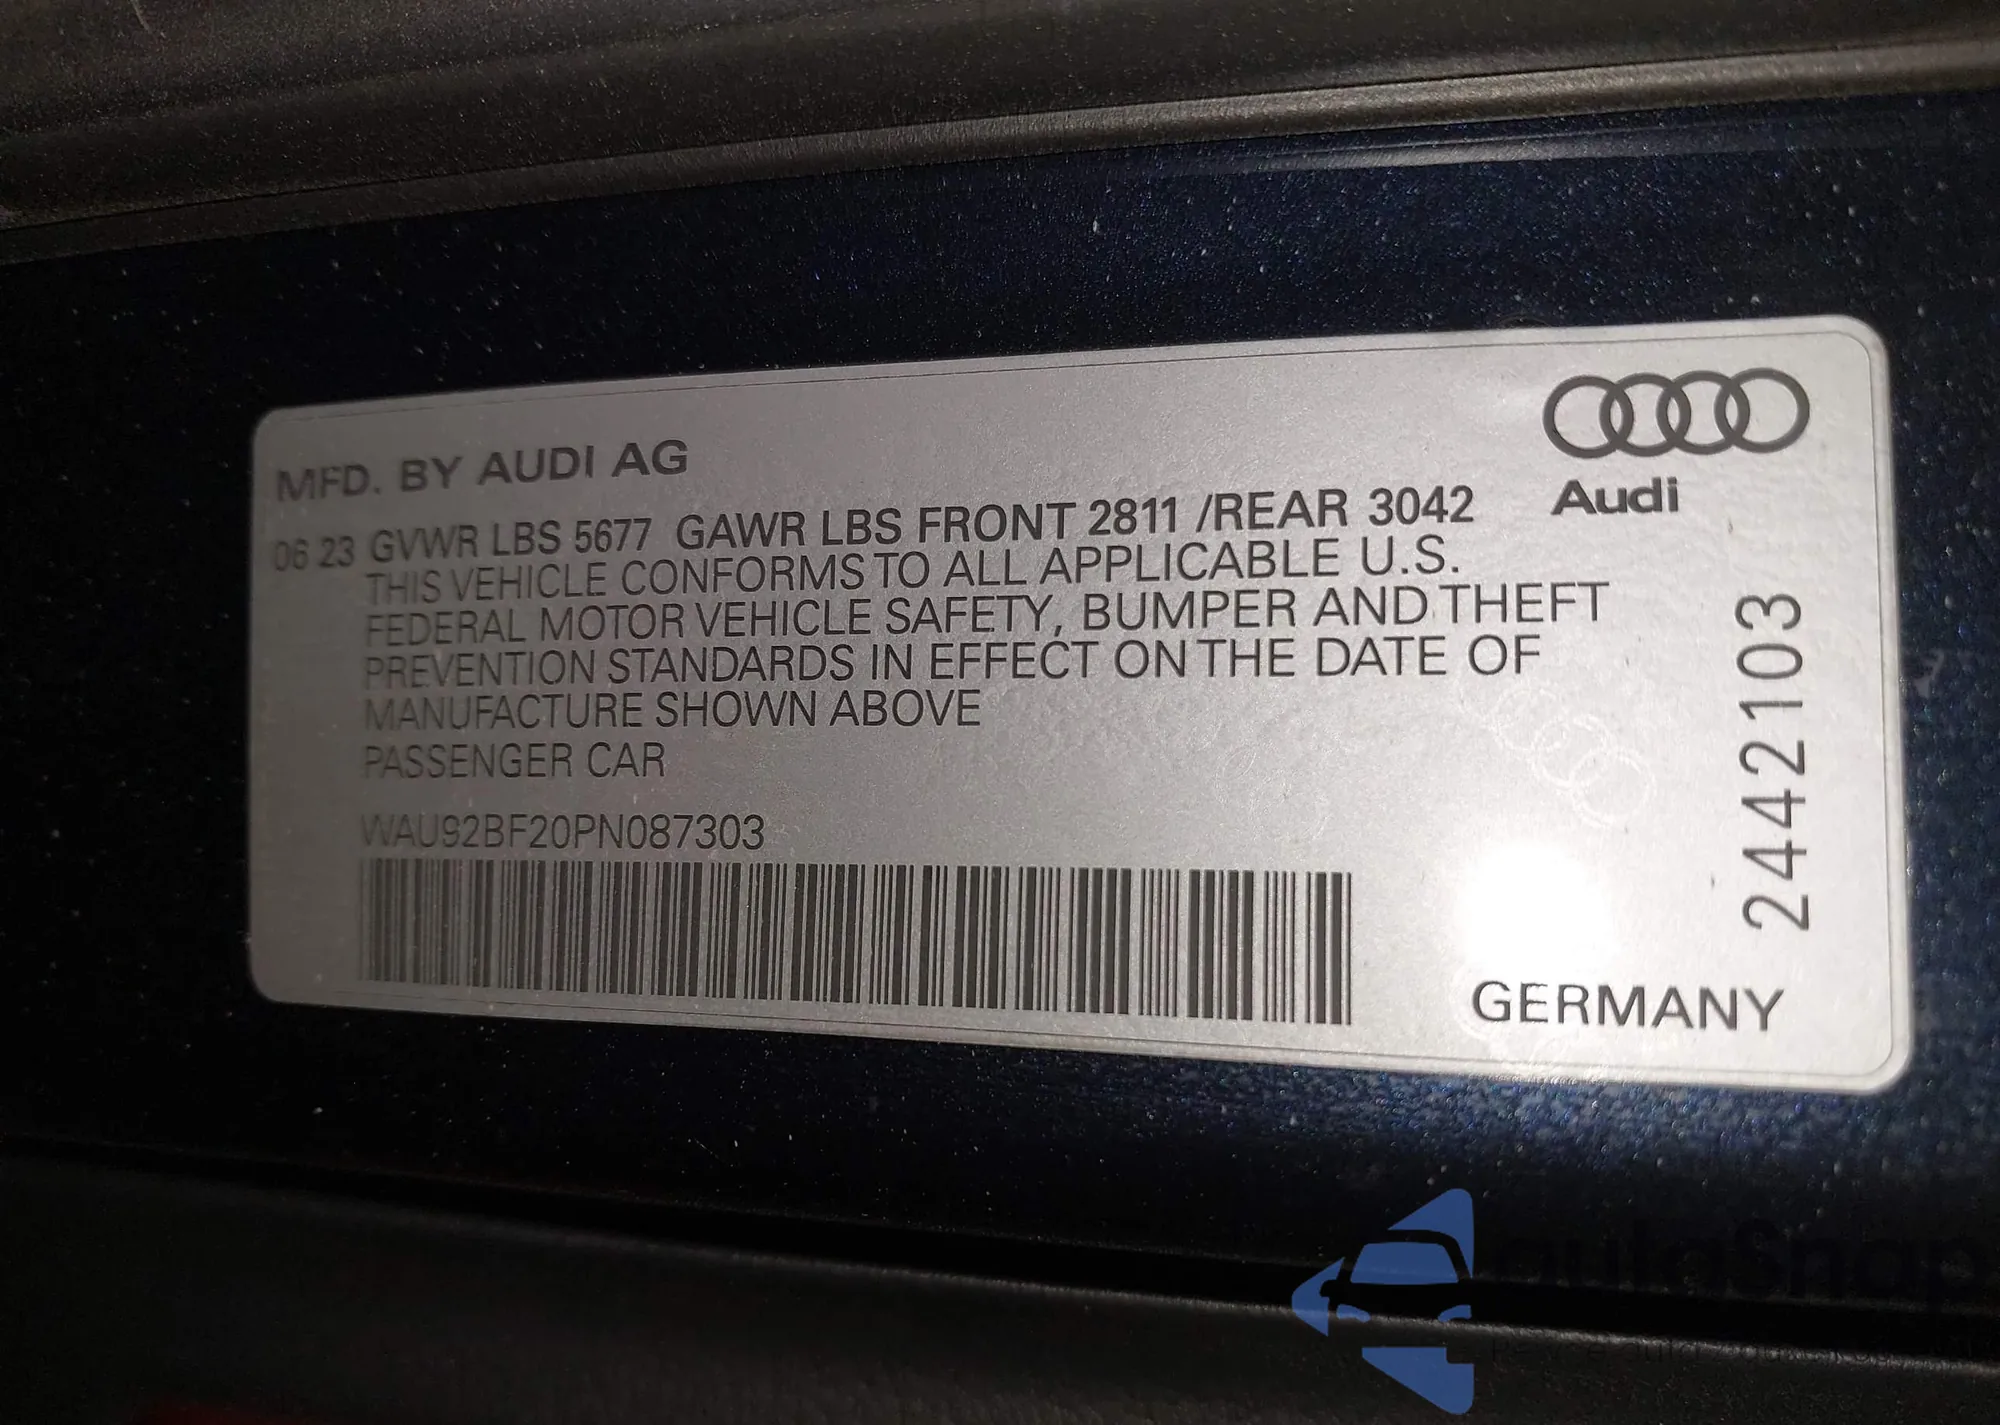 MFD. BY AUDI AG
Audi
06 23 GVWR LBS 5677 GAWR LBS FRONT 2811 /REAR 3042
THIS VEHICLE CONFORMS TO ALL APPLICABLE U.S.
FEDERAL MOTOR VEHICLE SAFETY, BUMPER AND THEFT
PREVENTION STANDARDS IN EFFECT ON THE DATE OF
MANUFACTURE SHOWN ABOVE
PASSENGER CAR
WAU92BF20PN087303
2442103
GERMANY
autoSnap